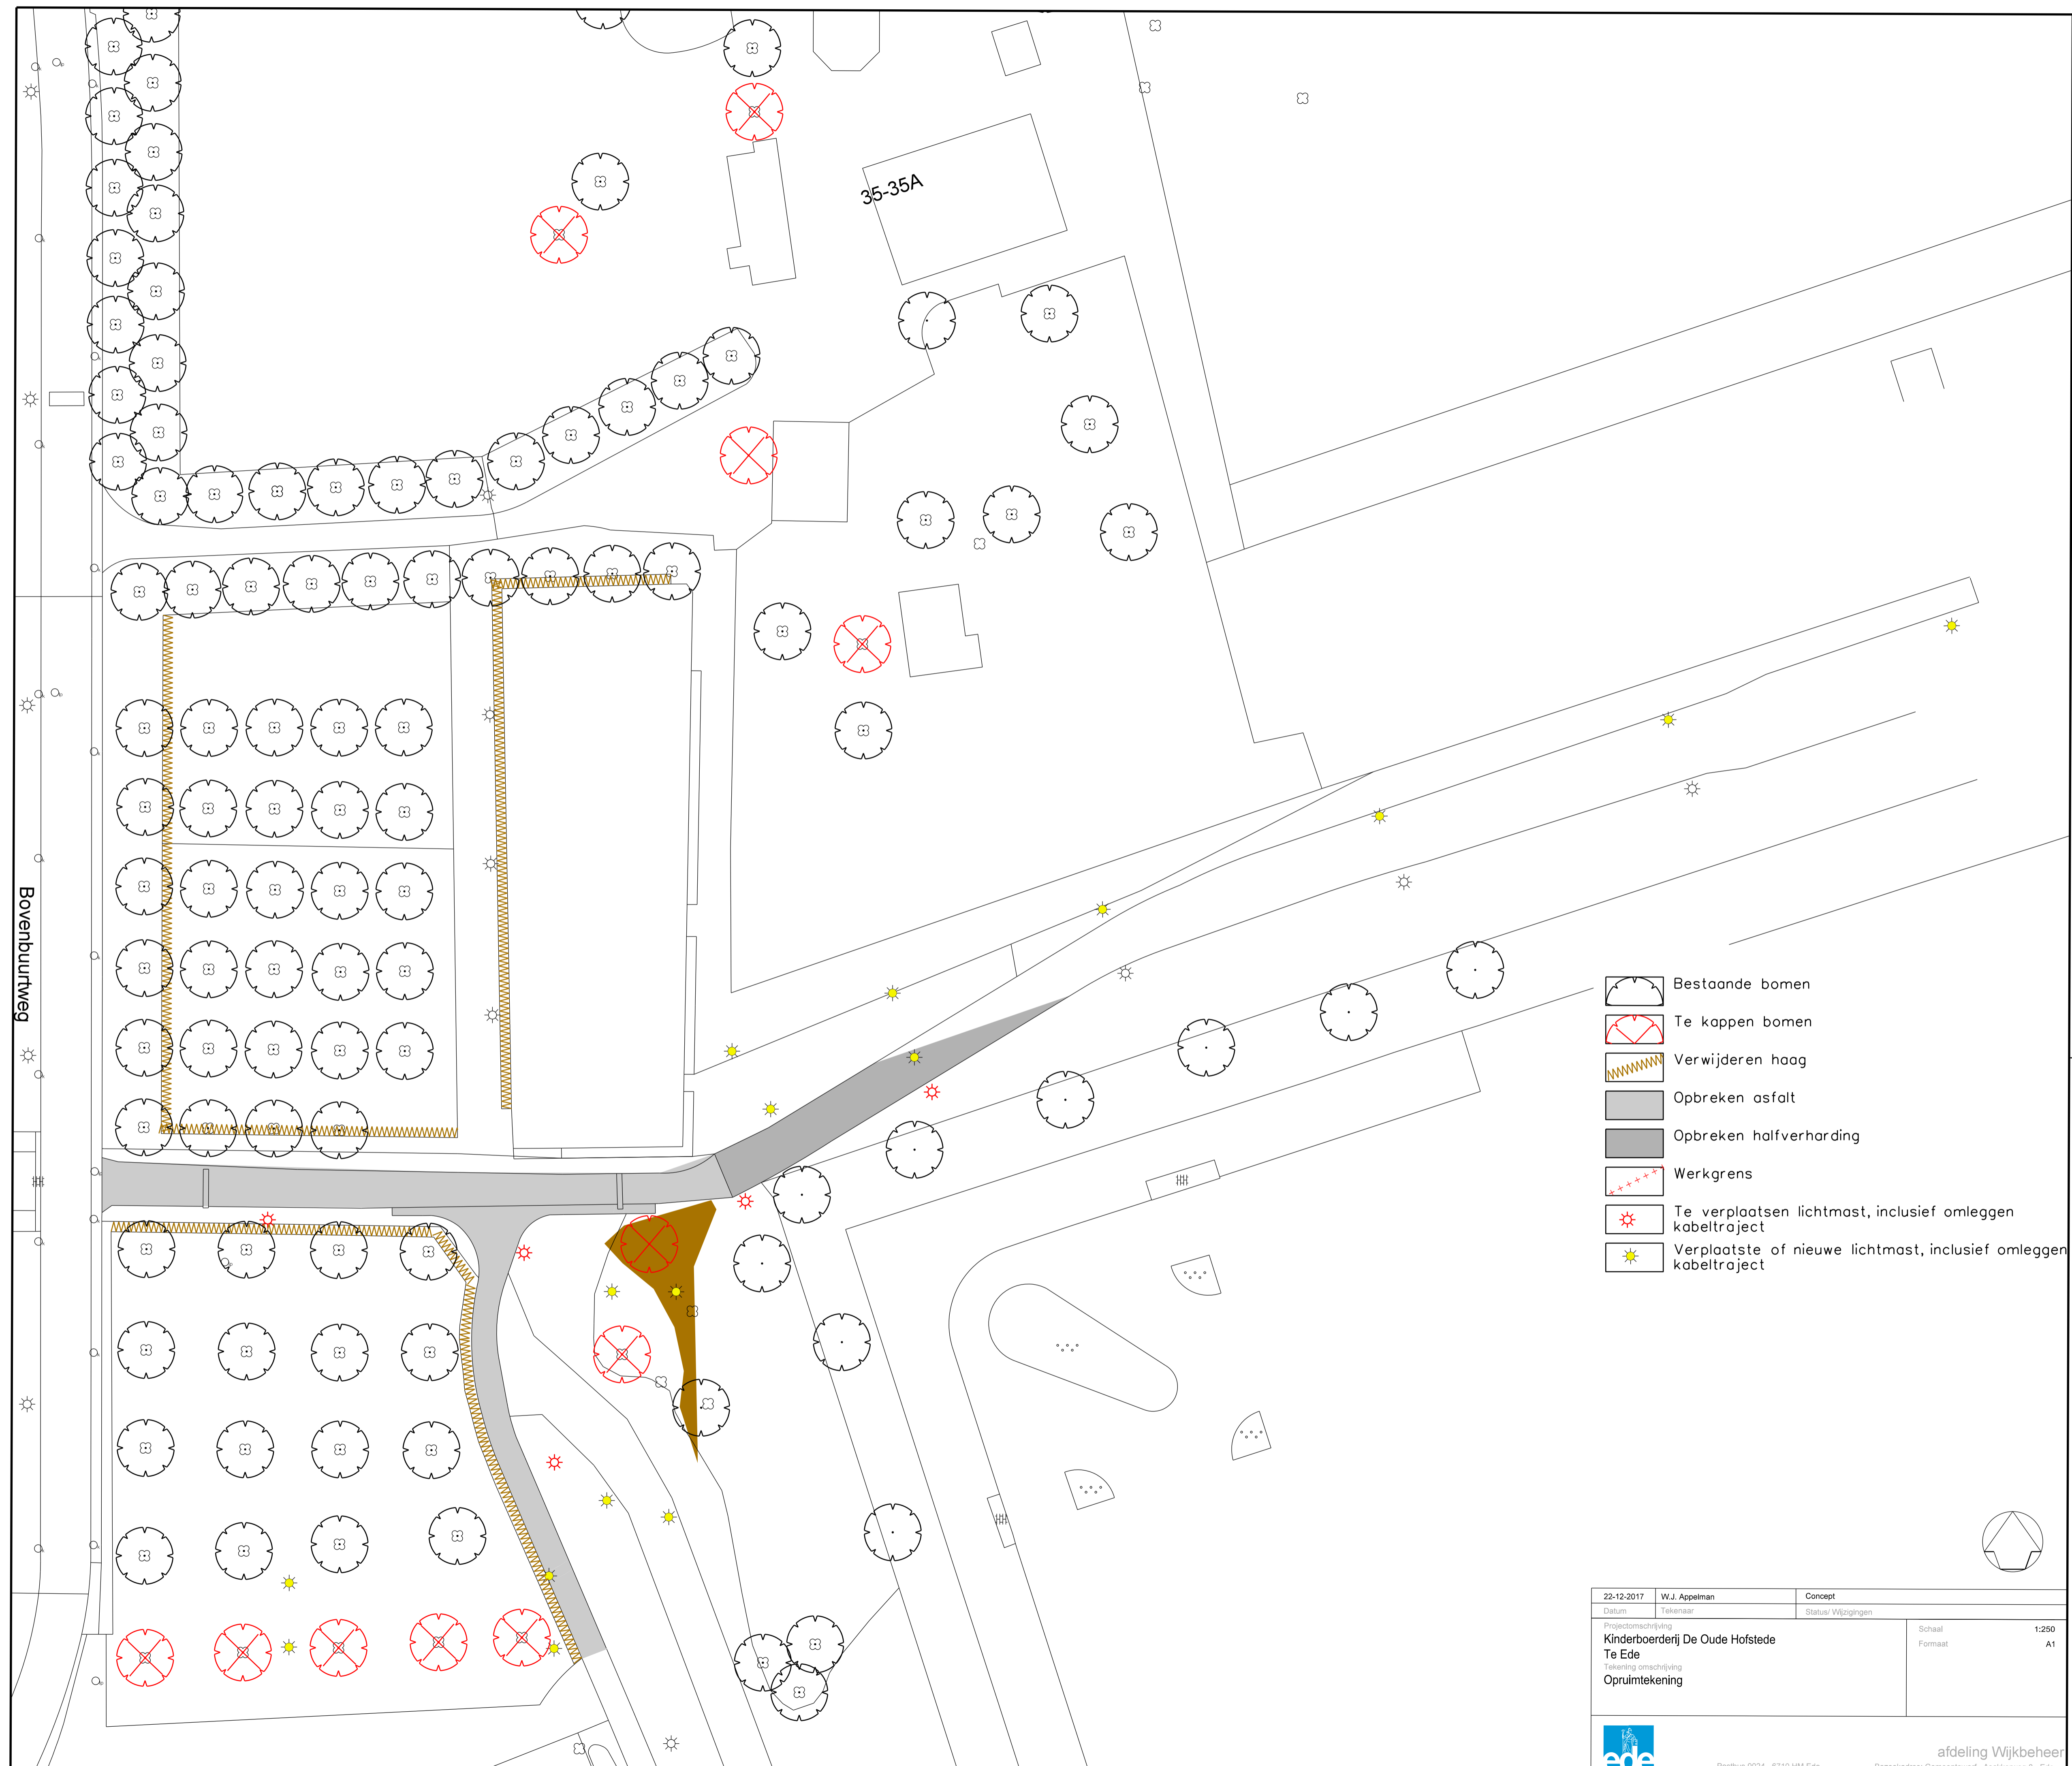 35-35A
Bovenbuurtweg
Bestaande bomen
Te kappen bomen
Verwijderen haag
Opbreken asfalt
Opbreken halfverharding
Werkgrens
Te verplaatsen lichtmast, inclusief omleggen
kabeltraject
Verplaatste of nieuwe lichtmast, inclusief omleggen
kabeltraject
22-12-2017 W.J. Appelman Concept
Datum Tekenaar Status/ Wijzigingen
Projectomschrijving
Kinderboerderij De Oude Hofstede
Te Ede
Tekening omschrijving
Opruimtekening
Schaal 1:250
Formaat A1
ede
afdeling Wijkbeheer